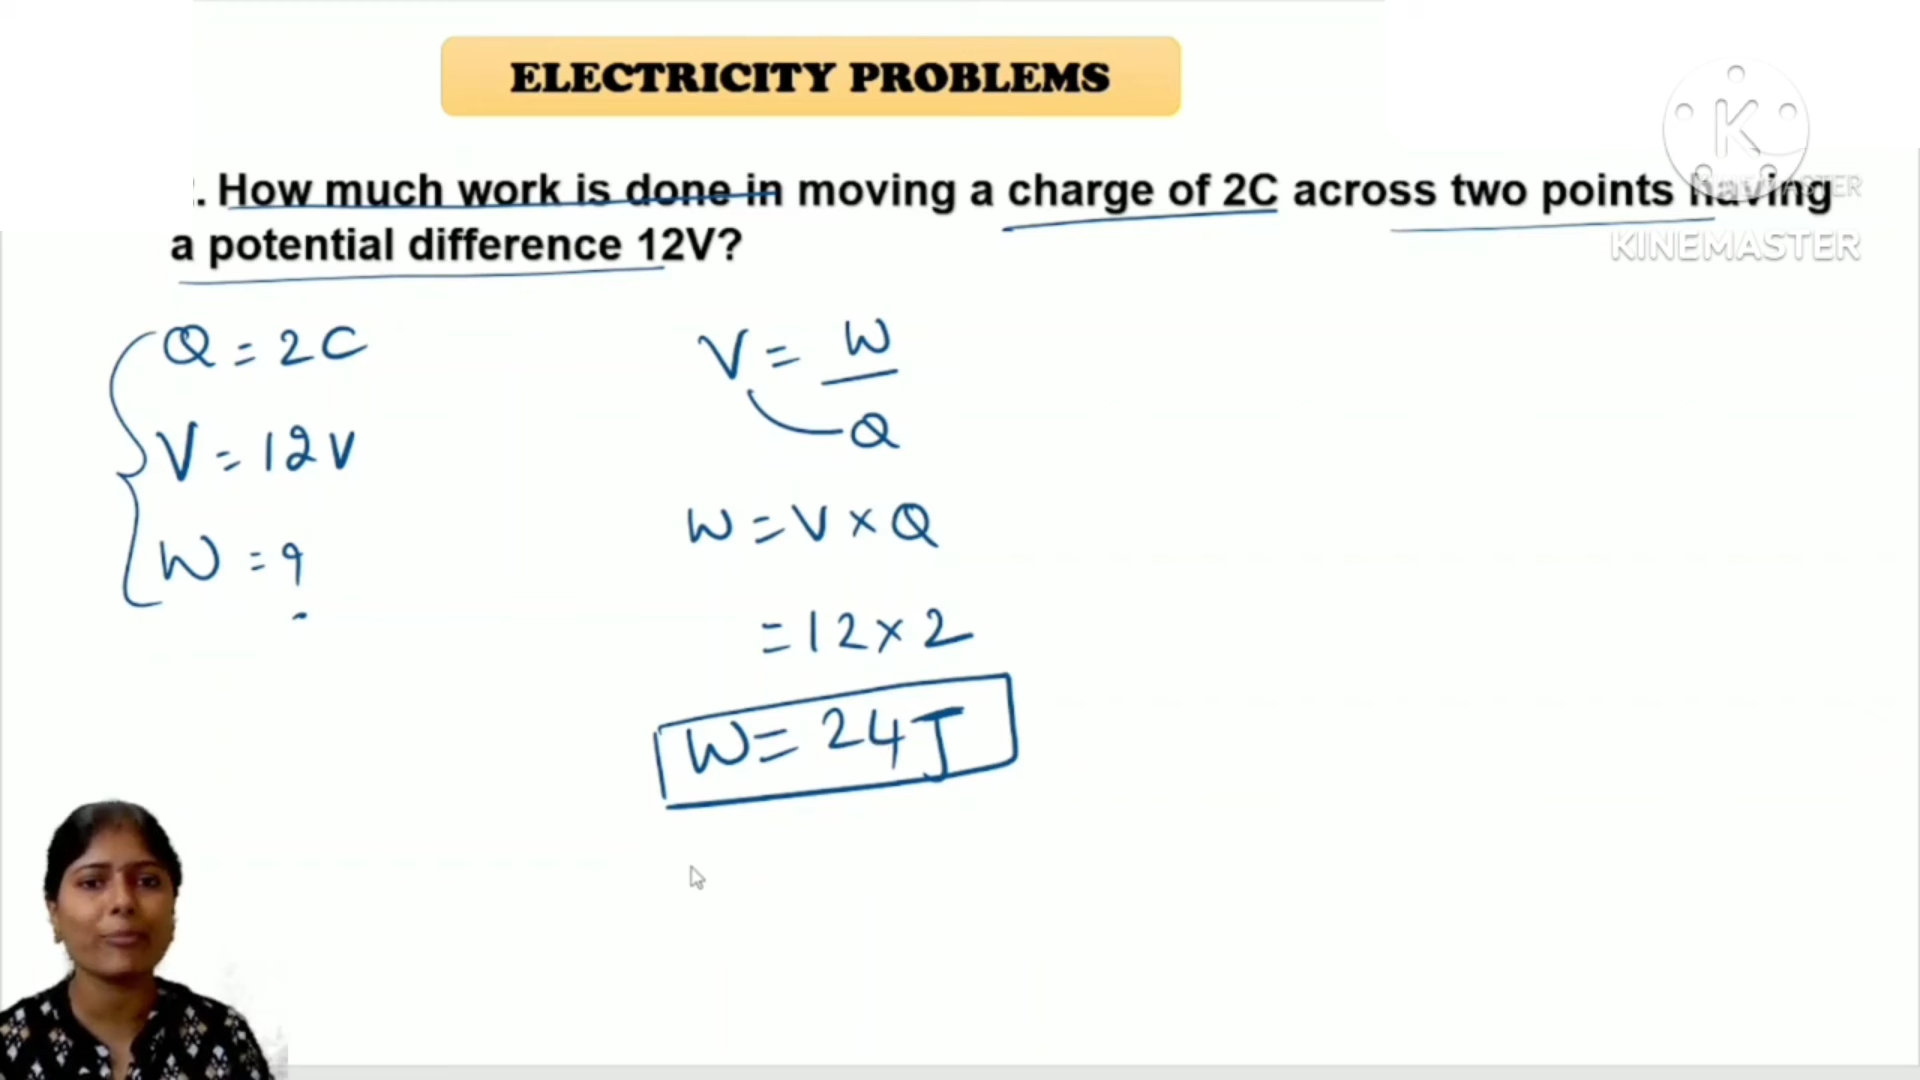 ELECTRICITY PROBLEMS
. How much work is done in moving a charge of 2C across two points having
a potential difference 12V?
K
KINEMASTER
KINEMASTER
Q = 2C
V = 12V
W = ?
V = W
Q
W = V × Q
= 12 × 2
W = 24J